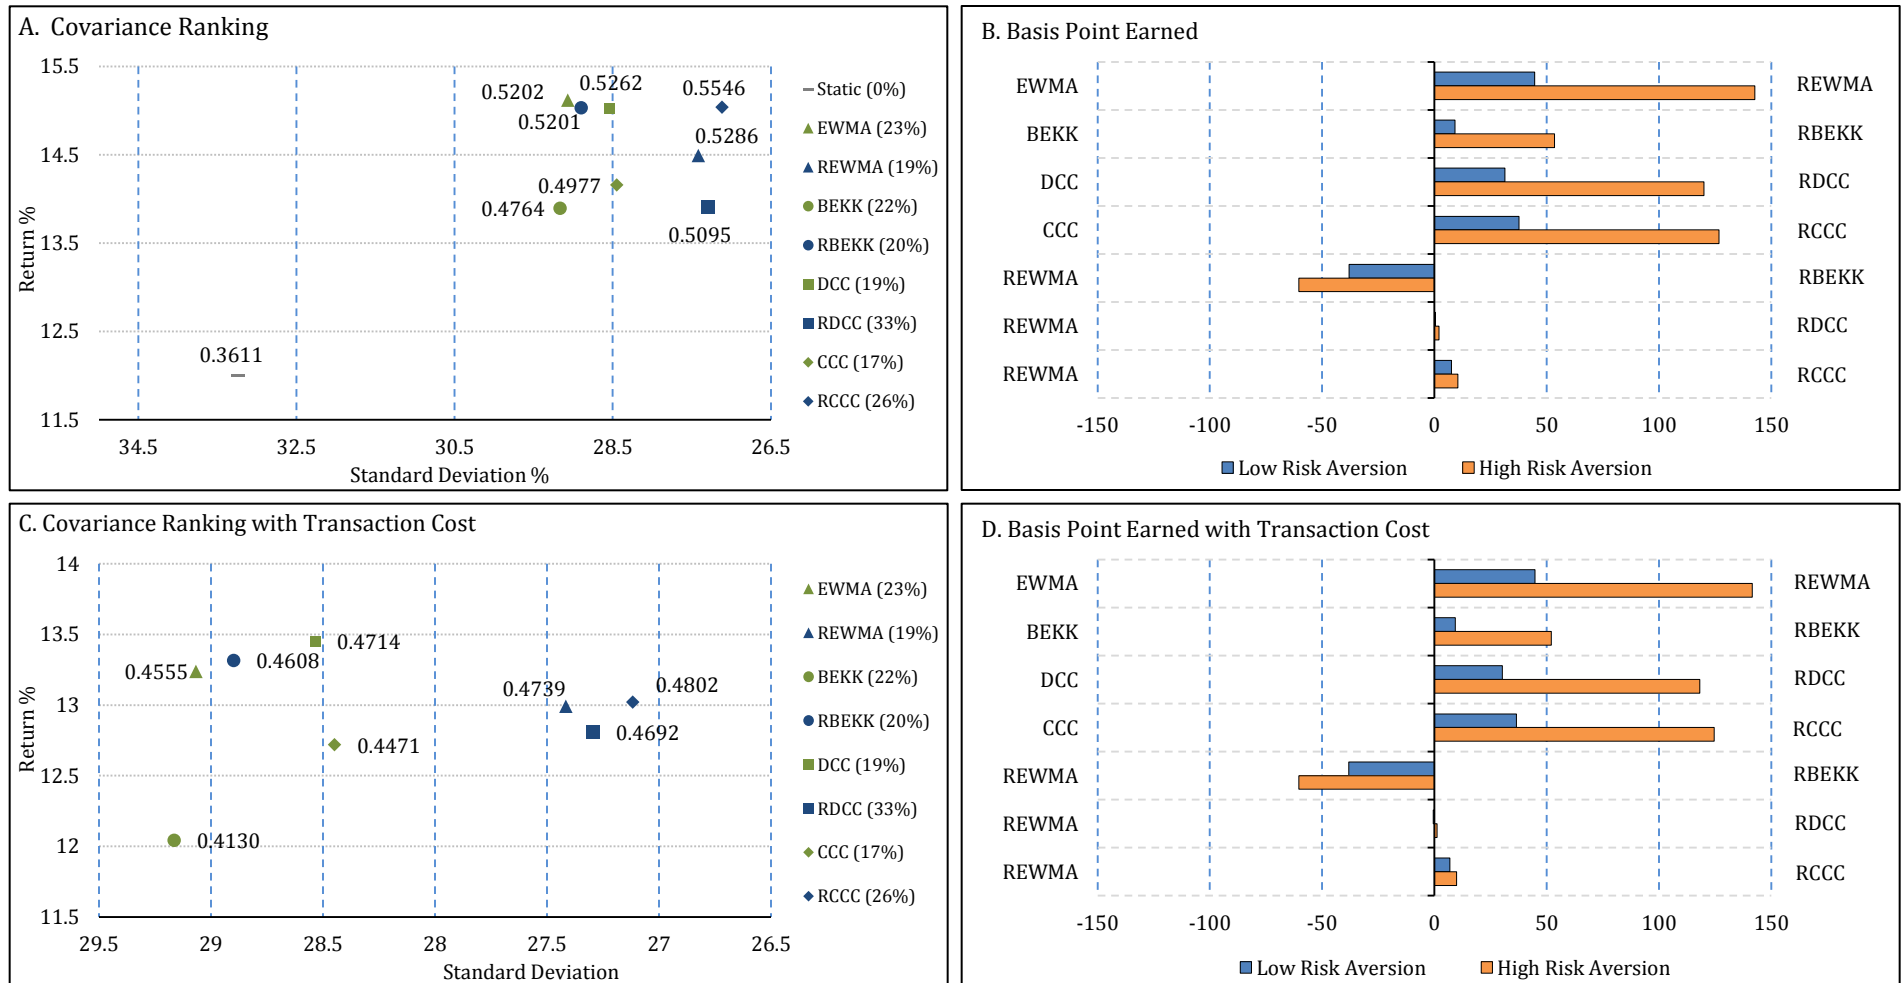 A. Covariance Ranking
15.5
14.5
13.5
12.5
11.5
Return %
34.5 32.5 30.5 28.5 26.5
Standard Deviation %
0.5202
0.5262
0.5546
0.5201
0.5286
0.4977
0.4764
0.5095
0.3611
Static (0%)
EWMA (23%)
REWMA (19%)
BEKK (22%)
RBEKK (20%)
DCC (19%)
RDCC (33%)
CCC (17%)
RCCC (26%)
B. Basis Point Earned
EWMA REWMA
BEKK RBEKK
DCC RDCC
CCC RCCC
REWMA RBEKK
REWMA RDCC
REWMA RCCC
-150 -100 -50 0 50 100 150
Low Risk Aversion High Risk Aversion
C. Covariance Ranking with Transaction Cost
14
13.5
13
12.5
12
11.5
Return %
29.5 29 28.5 28 27.5 27 26.5
Standard Deviation
0.4714
0.4608
0.4555
0.4739
0.4802
0.4692
0.4471
0.4130
EWMA (23%)
REWMA (19%)
BEKK (22%)
RBEKK (20%)
DCC (19%)
RDCC (33%)
CCC (17%)
RCCC (26%)
D. Basis Point Earned with Transaction Cost
EWMA REWMA
BEKK RBEKK
DCC RDCC
CCC RCCC
REWMA RBEKK
REWMA RDCC
REWMA RCCC
-150 -100 -50 0 50 100 150
Low Risk Aversion High Risk Aversion